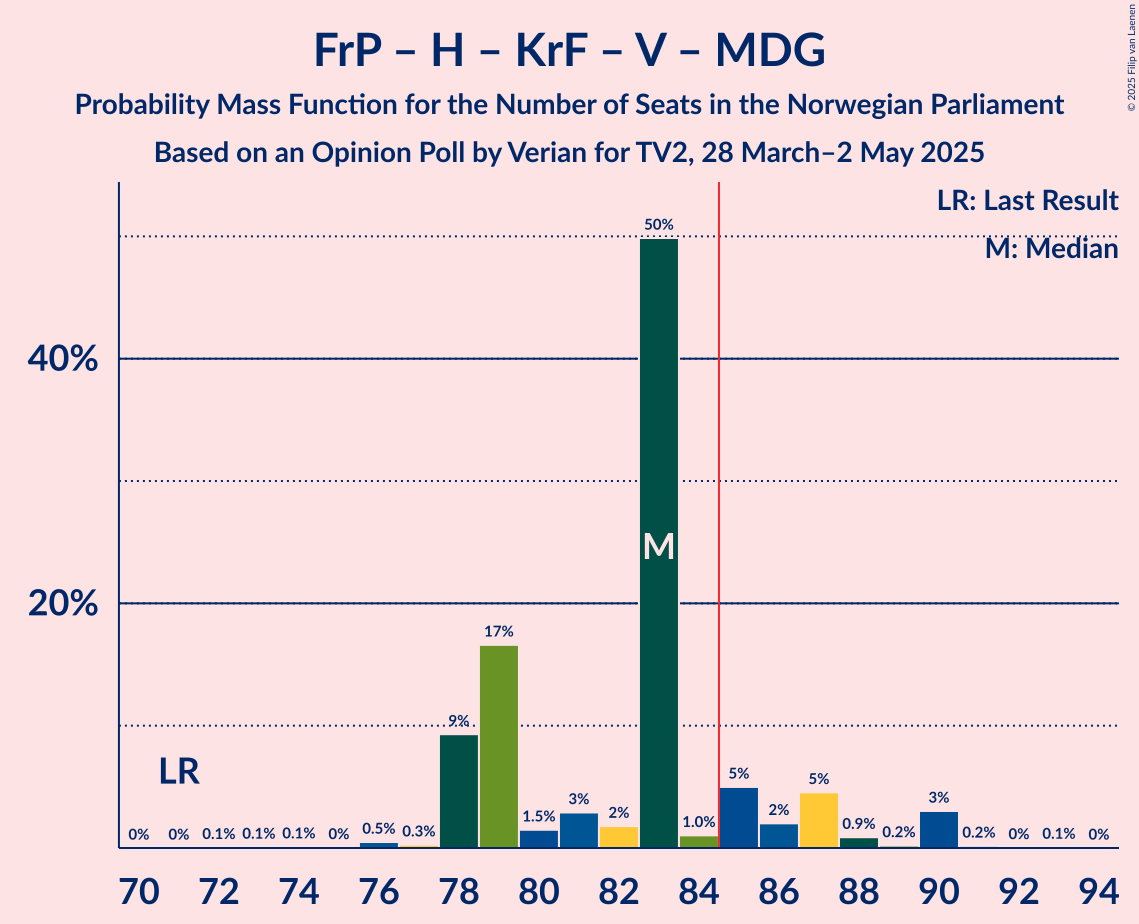 FrP – H – KrF – V – MDG
Probability Mass Function for the Number of Seats in the Norwegian Parliament
Based on an Opinion Poll by Verian for TV2, 28 March–2 May 2025
© 2025 Filip van Laenen
LR: Last Result
M: Median
50%
40%
M
20%
17%
9%
LR
5%
5%
3%
3%
2%
2%
1.5%
1.0%
0.9%
0% 0% 0.1% 0.1% 0.1% 0% 0.5% 0.3% 0.2% 0.2% 0% 0.1% 0%
70 72 74 76 78 80 82 84 86 88 90 92 94